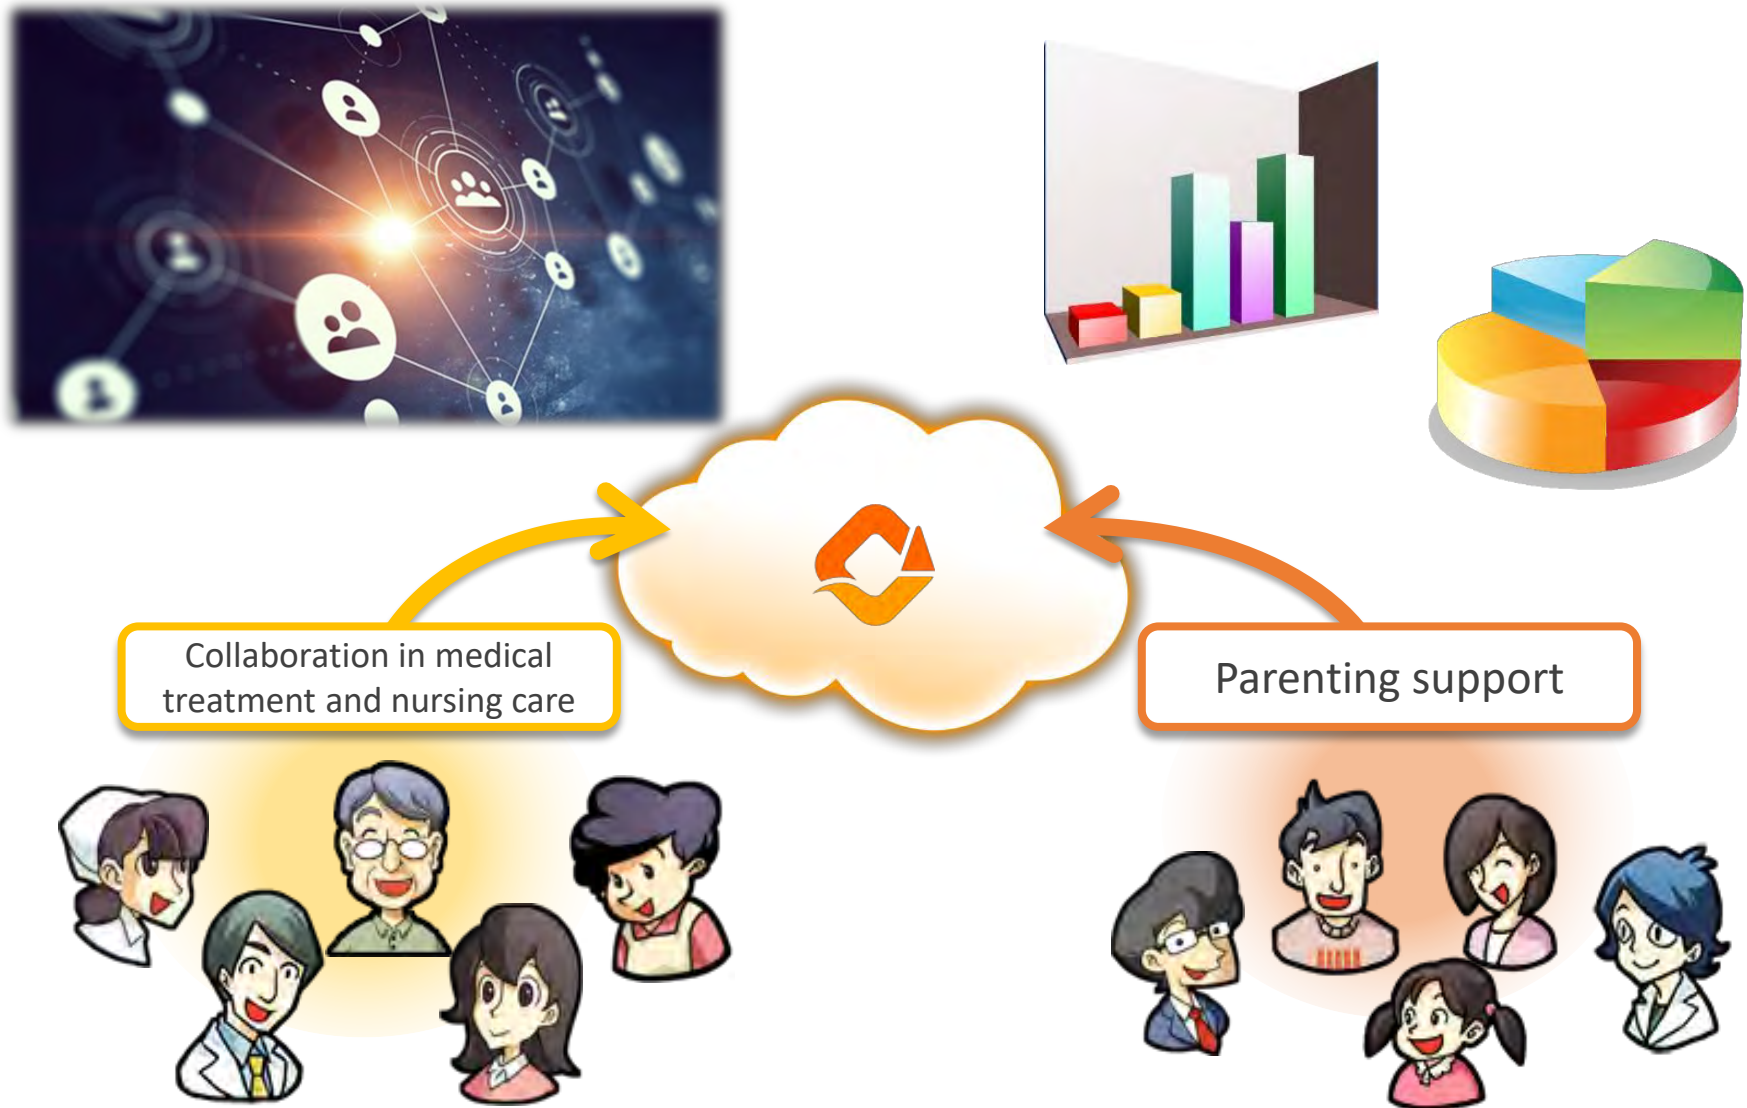 Collaboration in medical
treatment and nursing care
Parenting support